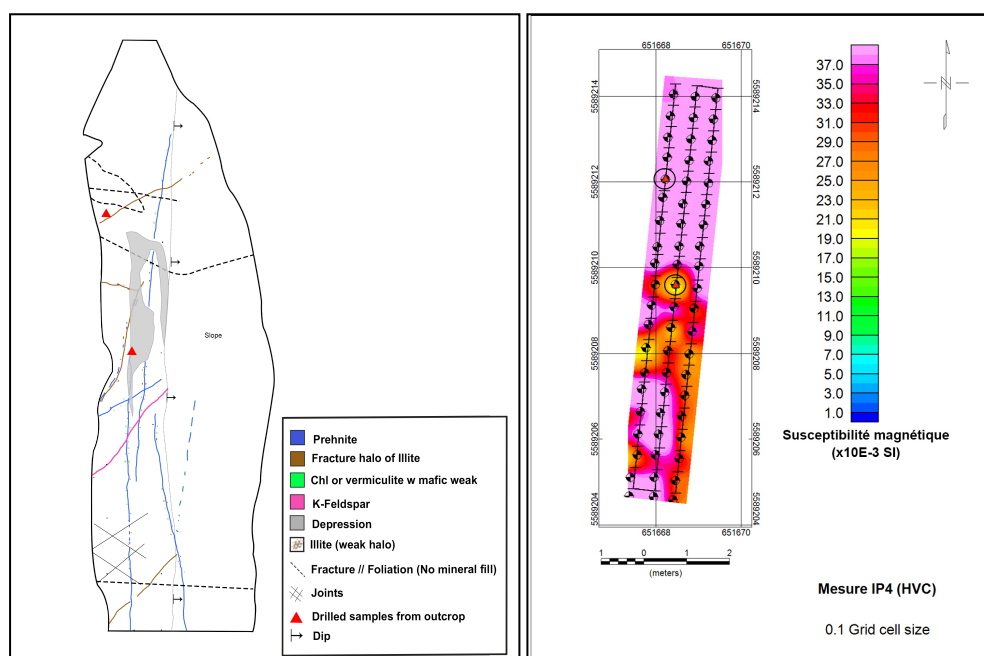 Slope
Prehnite
Fracture halo of Illite
Chl or vermiculite w mafic weak
K-Feldspar
Depression
Illite (weak halo)
Fracture // Foliation (No mineral fill)
Joints
Drilled samples from outcrop
Dip
651668 651670
5589214 5589214
5589212 5589212
5589210 5589210
5589208 5589208
5589206 5589206
5589204 5589204
651668 651670
1 0 1 2
(meters)
N
37.0
35.0
33.0
31.0
27.0
25.0
21.0
19.0
17.0
15.0
13.0
11.0
9.0
7.0
5.0
3.0
1.0
Susceptibilité magnétique
(x10E-3 SI)
Mesure IP4 (HVC)
0.1 Grid cell size